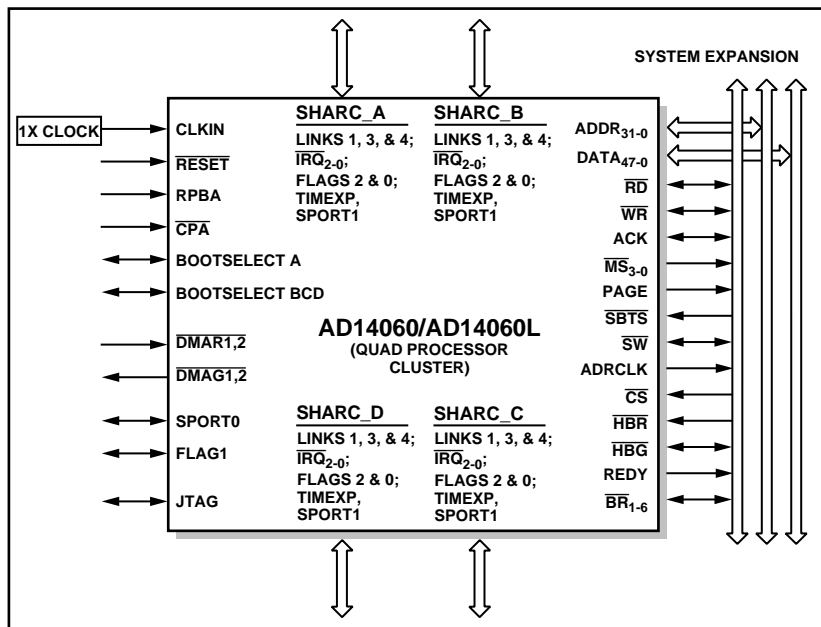 SYSTEM EXPANSION
1X CLOCK
CLKIN
RESET
RPBA
CPA
BOOTSELECT A
BOOTSELECT BCD
DMAR1,2
DMAG1,2
SPORT0
FLAG1
JTAG
SHARC_A
LINKS 1, 3, & 4;
IRQ2-0;
FLAGS 2 & 0;
TIMEXP,
SPORT1
SHARC_B
LINKS 1, 3, & 4;
IRQ2-0;
FLAGS 2 & 0;
TIMEXP,
SPORT1
AD14060/AD14060L
(QUAD PROCESSOR
CLUSTER)
SHARC_D
LINKS 1, 3, & 4;
IRQ2-0;
FLAGS 2 & 0;
TIMEXP,
SPORT1
SHARC_C
LINKS 1, 3, & 4;
IRQ2-0;
FLAGS 2 & 0;
TIMEXP,
SPORT1
ADDR31-0
DATA47-0
RD
WR
ACK
MS3-0
PAGE
SBTS
SW
ADRCLK
CS
HBR
HBG
REDY
BR1-6